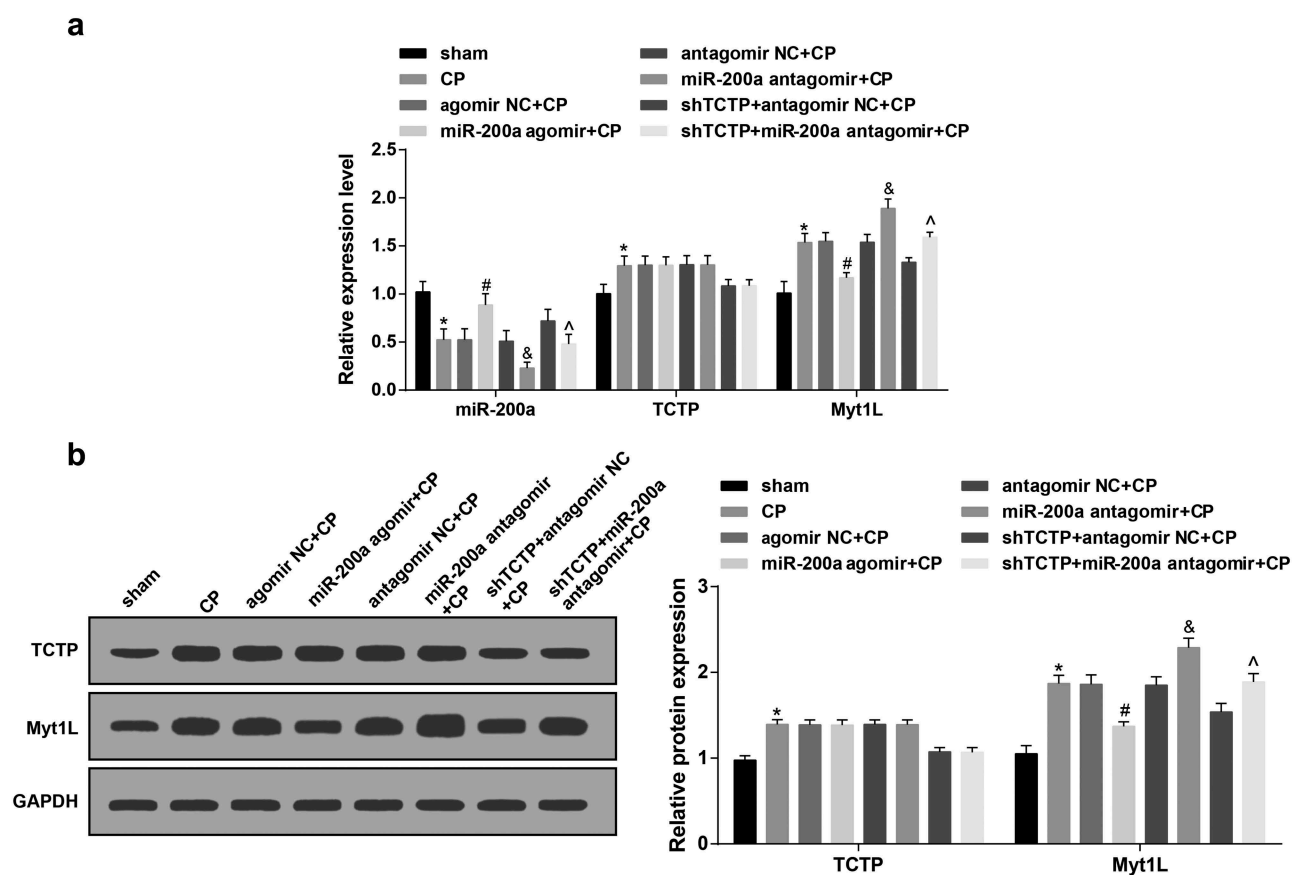 a
sham
CP
agomir NC+CP
miR-200a agomir+CP
antagomir NC+CP
miR-200a antagomir+CP
shTCTP+antagomir NC+CP
shTCTP+miR-200a antagomir+CP
Relative expression level
2.5
2.0
1.5
1.0
0.5
0.0
*
#
&
^
*
*
#
&
^
miR-200a
TCTP
Myt1L
b
sham
CP
agomir NC+CP
miR-200a agomir+CP
antagomir NC+CP
miR-200a antagomir
+CP
shTCTP+antagomir NC
+CP
shTCTP+miR-200a
antagomir+CP
TCTP
Myt1L
GAPDH
sham
CP
agomir NC+CP
miR-200a agomir+CP
antagomir NC+CP
miR-200a antagomir+CP
shTCTP+antagomir NC+CP
shTCTP+miR-200a antagomir+CP
Relative protein expression
3
2
1
0
*
*
#
&
^
TCTP
Myt1L